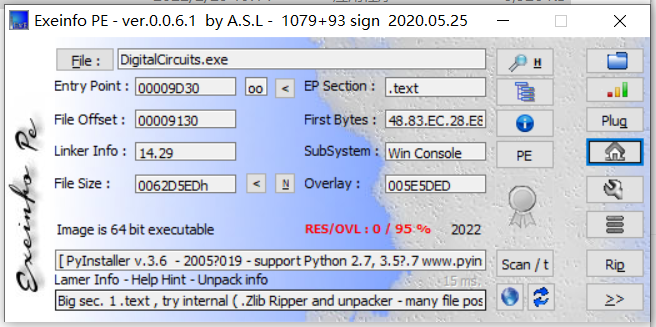 Exeinfo PE - ver.0.0.6.1  by A.S.L -  1079+93 sign  2020.05.25
File : DigitalCircuits.exe H
Entry Point : 00009D30 oo < EP Section : .text
File Offset : 00009130 First Bytes : 48.83.EC.28.E8 Plug
Linker Info : 14.29 SubSystem : Win Console PE
File Size : 0062D5EDh < N Overlay : 005E5DED
Image is 64 bit executable RES/OVL : 0 / 95 % 2022
[ PyInstaller v.3.6  - 2005?019 - support Python 2.7, 3.5?.7 www.pyin Scan / t Rip
Lamer Info - Help Hint - Unpack info 15 ms.
Big sec. 1 .text , try internal ( .Zlib Ripper and unpacker - many file pos >>
Exeinfo Pe